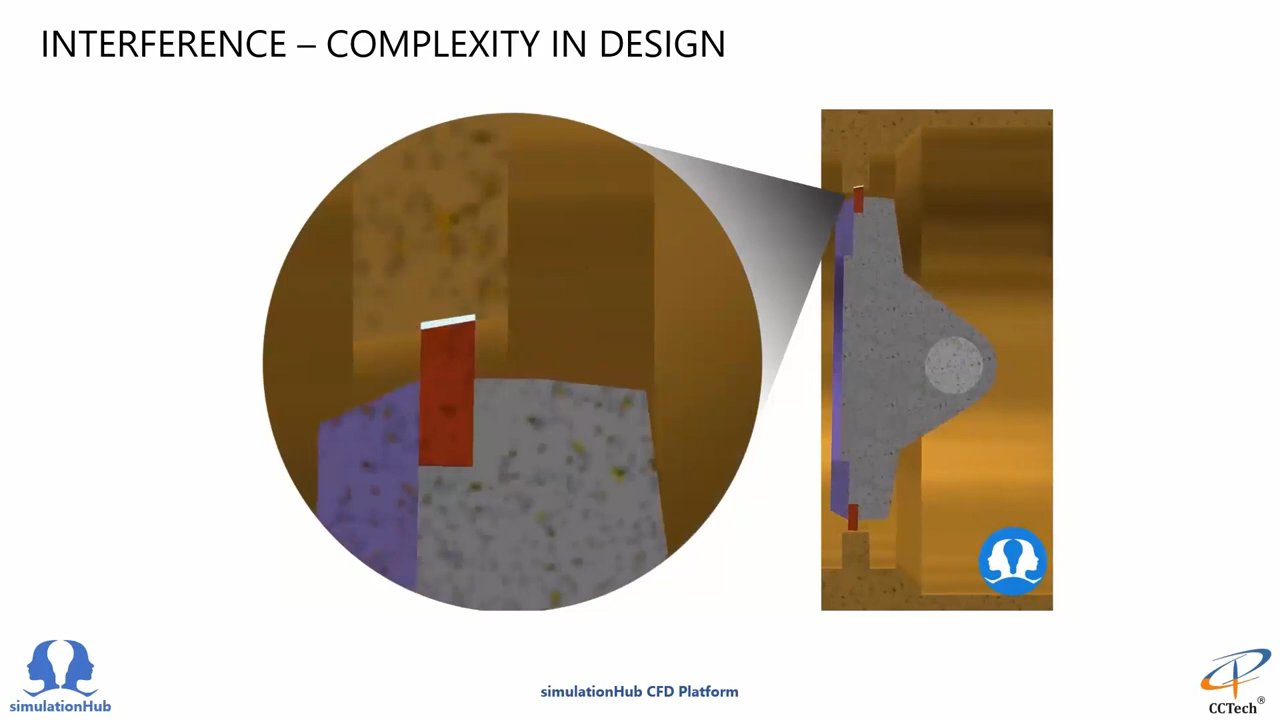 INTERFERENCE – COMPLEXITY IN DESIGN
simulationHub
simulationHub CFD Platform
CCTech®